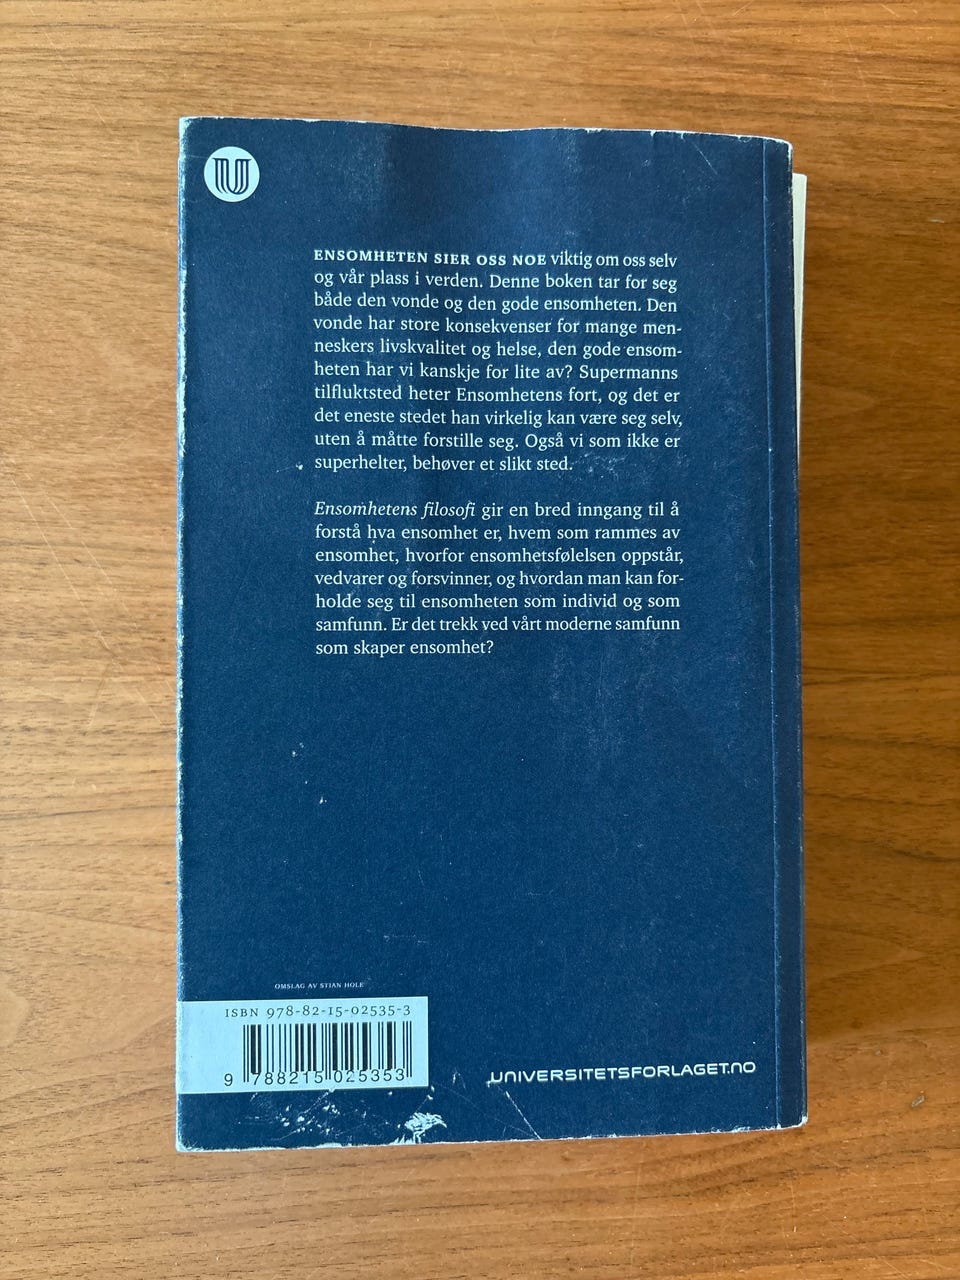 U
ENSOMHETEN SIER OSS NOE viktig om oss selv
og vår plass i verden. Denne boken tar for seg
både den vonde og den gode ensomheten. Den
vonde har store konsekvenser for mange men-
neskers livskvalitet og helse, den gode ensom-
heten har vi kanskje for lite av? Supermanns
tilfluktsted heter Ensomhetens fort, og det er
det eneste stedet han virkelig kan være seg selv,
uten å måtte forstille seg. Også vi som ikke er
superhelter, behøver et slikt sted.
Ensomhetens filosofi gir en bred inngang til å
forstå hva ensomhet er, hvem som rammes av
ensomhet, hvorfor ensomhetsfølelsen oppstår,
vedvarer og forsvinner, og hvordan man kan for-
holde seg til ensomheten som individ og som
samfunn. Er det trekk ved vårt moderne samfunn
som skaper ensomhet?
OMSLAG AV STIAN HOLE
ISBN 978-82-15-02535-3
9 788215 025353
UNIVERSITETSFORLAGET.NO